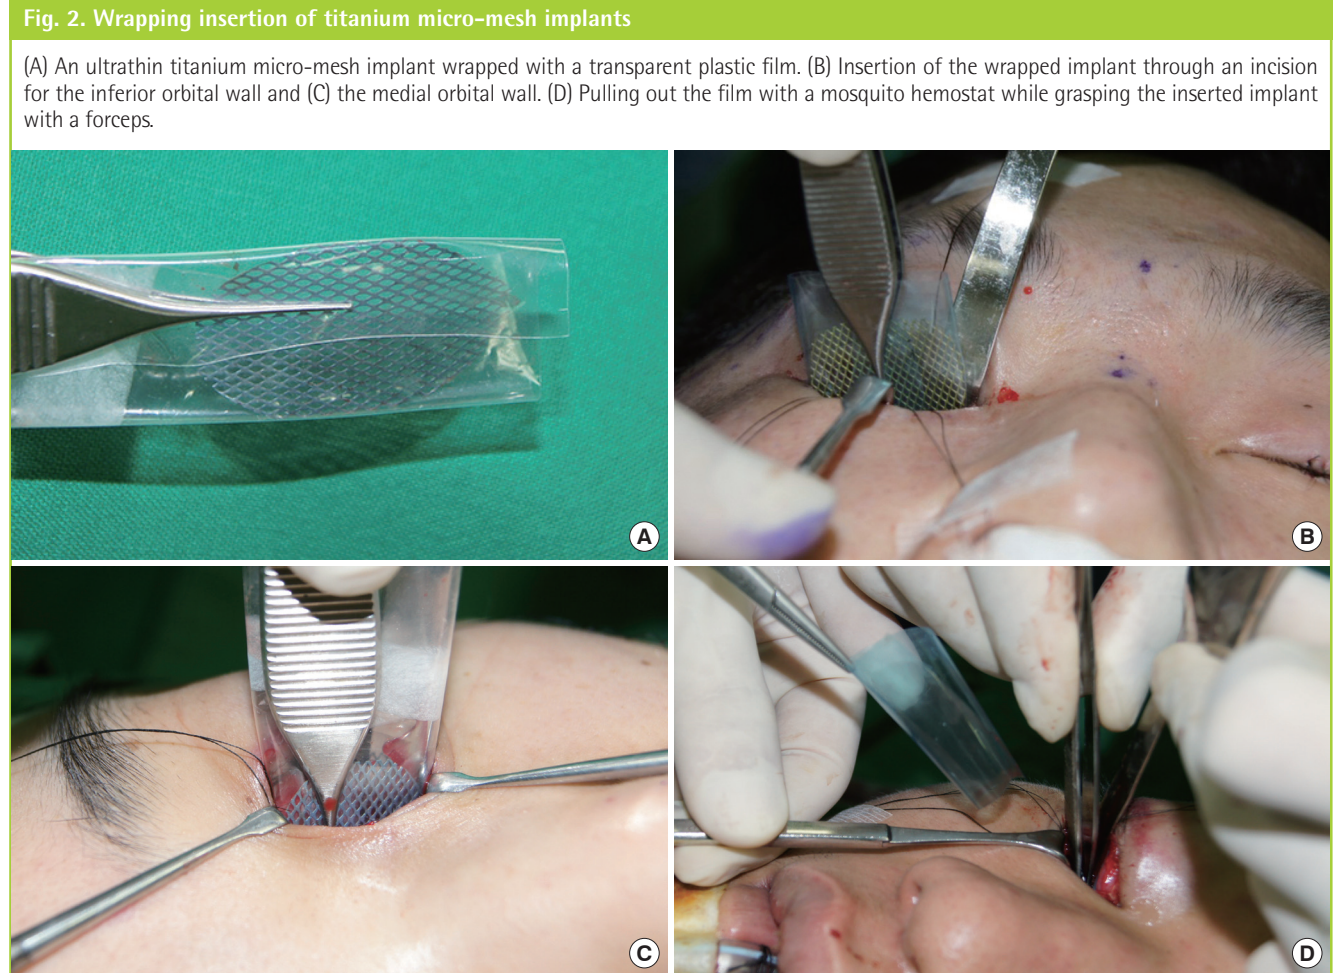 Fig. 2. Wrapping insertion of titanium micro-mesh implants
(A) An ultrathin titanium micro-mesh implant wrapped with a transparent plastic film. (B) Insertion of the wrapped implant through an incision
for the inferior orbital wall and (C) the medial orbital wall. (D) Pulling out the film with a mosquito hemostat while grasping the inserted implant
with a forceps.
A
B
C
D